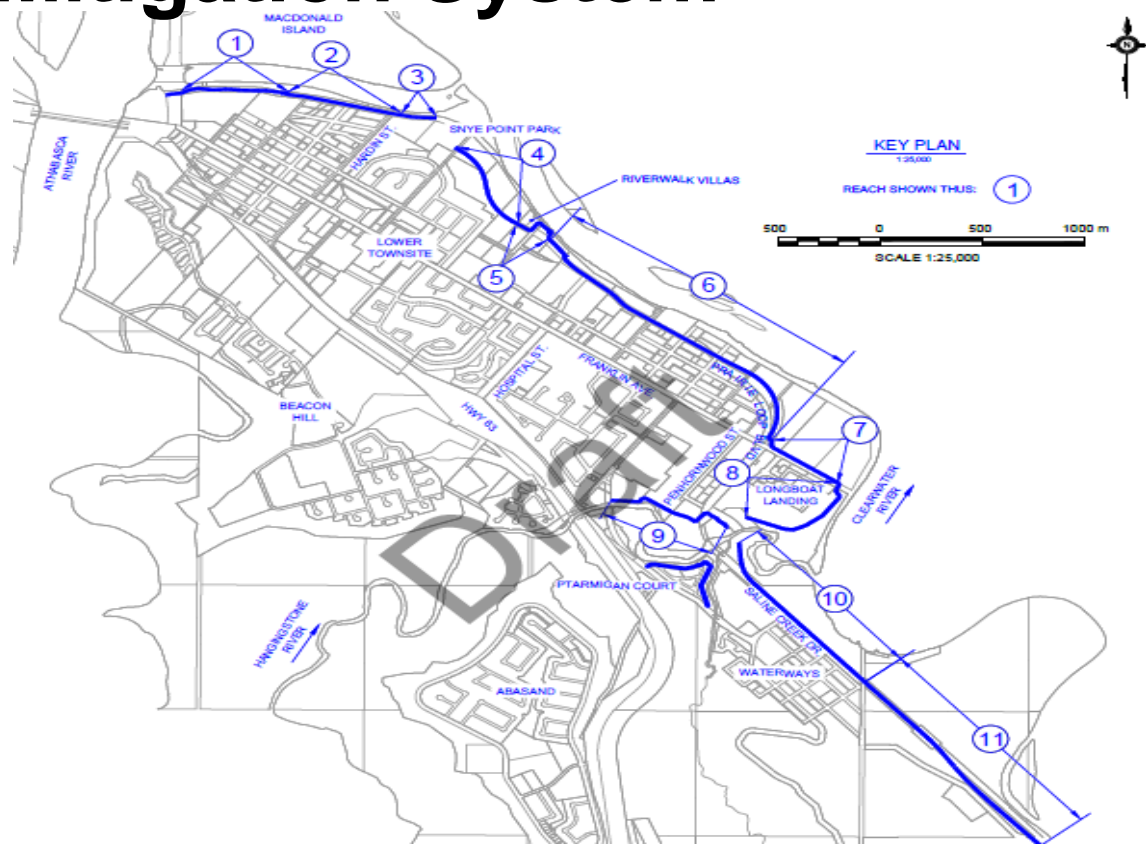 Mitigation System
MACDONALD
ISLAND
1
2
3
N
SNYE POINT PARK
HARDIN ST.
ATHABASCA
RIVER
4
KEY PLAN
1:25,000
RIVERWALK VILLAS
REACH SHOWN THUS:
1
500
0
500
1000 m
SCALE 1:25,000
LOWER
TOWNSITE
5
6
HOSPITAL ST.
FRANKLIN AVE
PRAIRIE LOOP BLVD
BEACON
HILL
HWY 63
PENHORNWOOD ST.
7
8
LONGBOAT
LANDING
CLEARWATER
RIVER
Draft
9
PTARMIGAN COURT
10
SALINE CREEK DR
HANGINGSTONE
RIVER
WATERWAYS
ABASAND
11